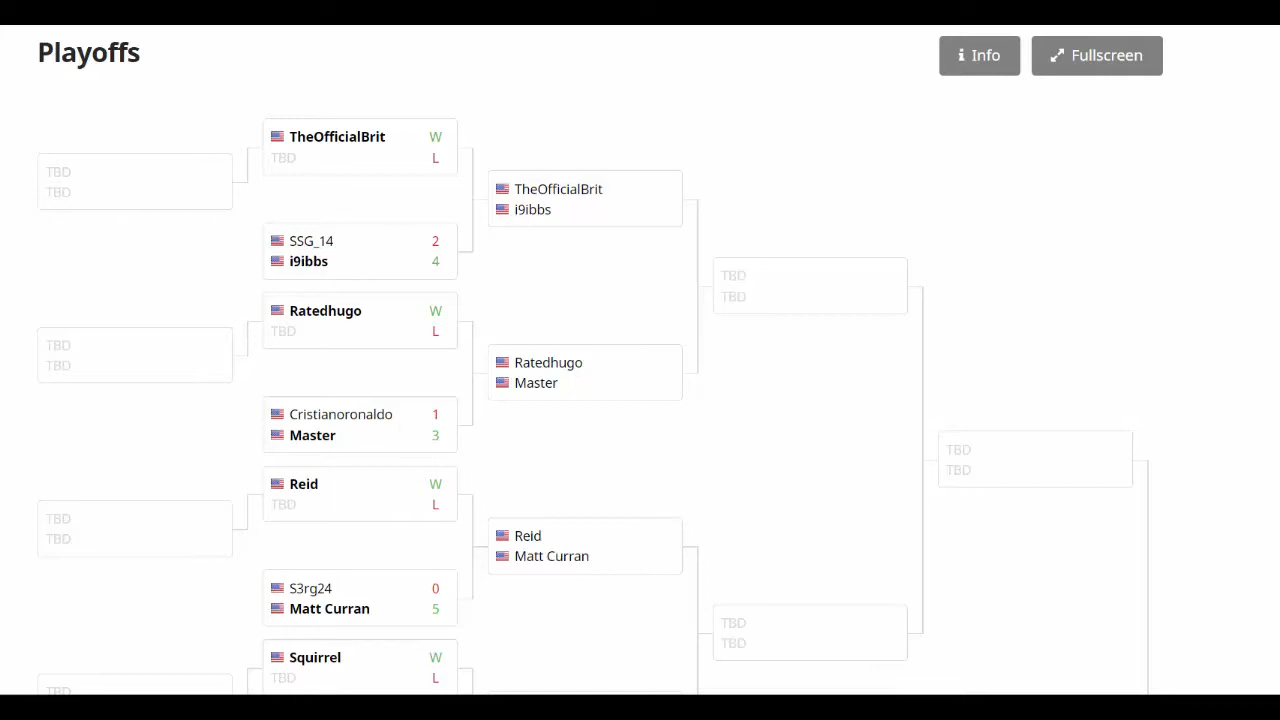 Playoffs
Info
Fullscreen
TBD
TBD
TheOfficialBrit W
TBD L
SSG_14 2
i9ibbs 4
TheOfficialBrit
i9ibbs
TBD
TBD
TBD
TBD
Ratedhugo W
TBD L
Cristianoronaldo 1
Master 3
Ratedhugo
Master
TBD
TBD
TBD
TBD
Reid W
TBD L
S3rg24 0
Matt Curran 5
Reid
Matt Curran
TBD
TBD
TBD
Squirrel W
TBD L